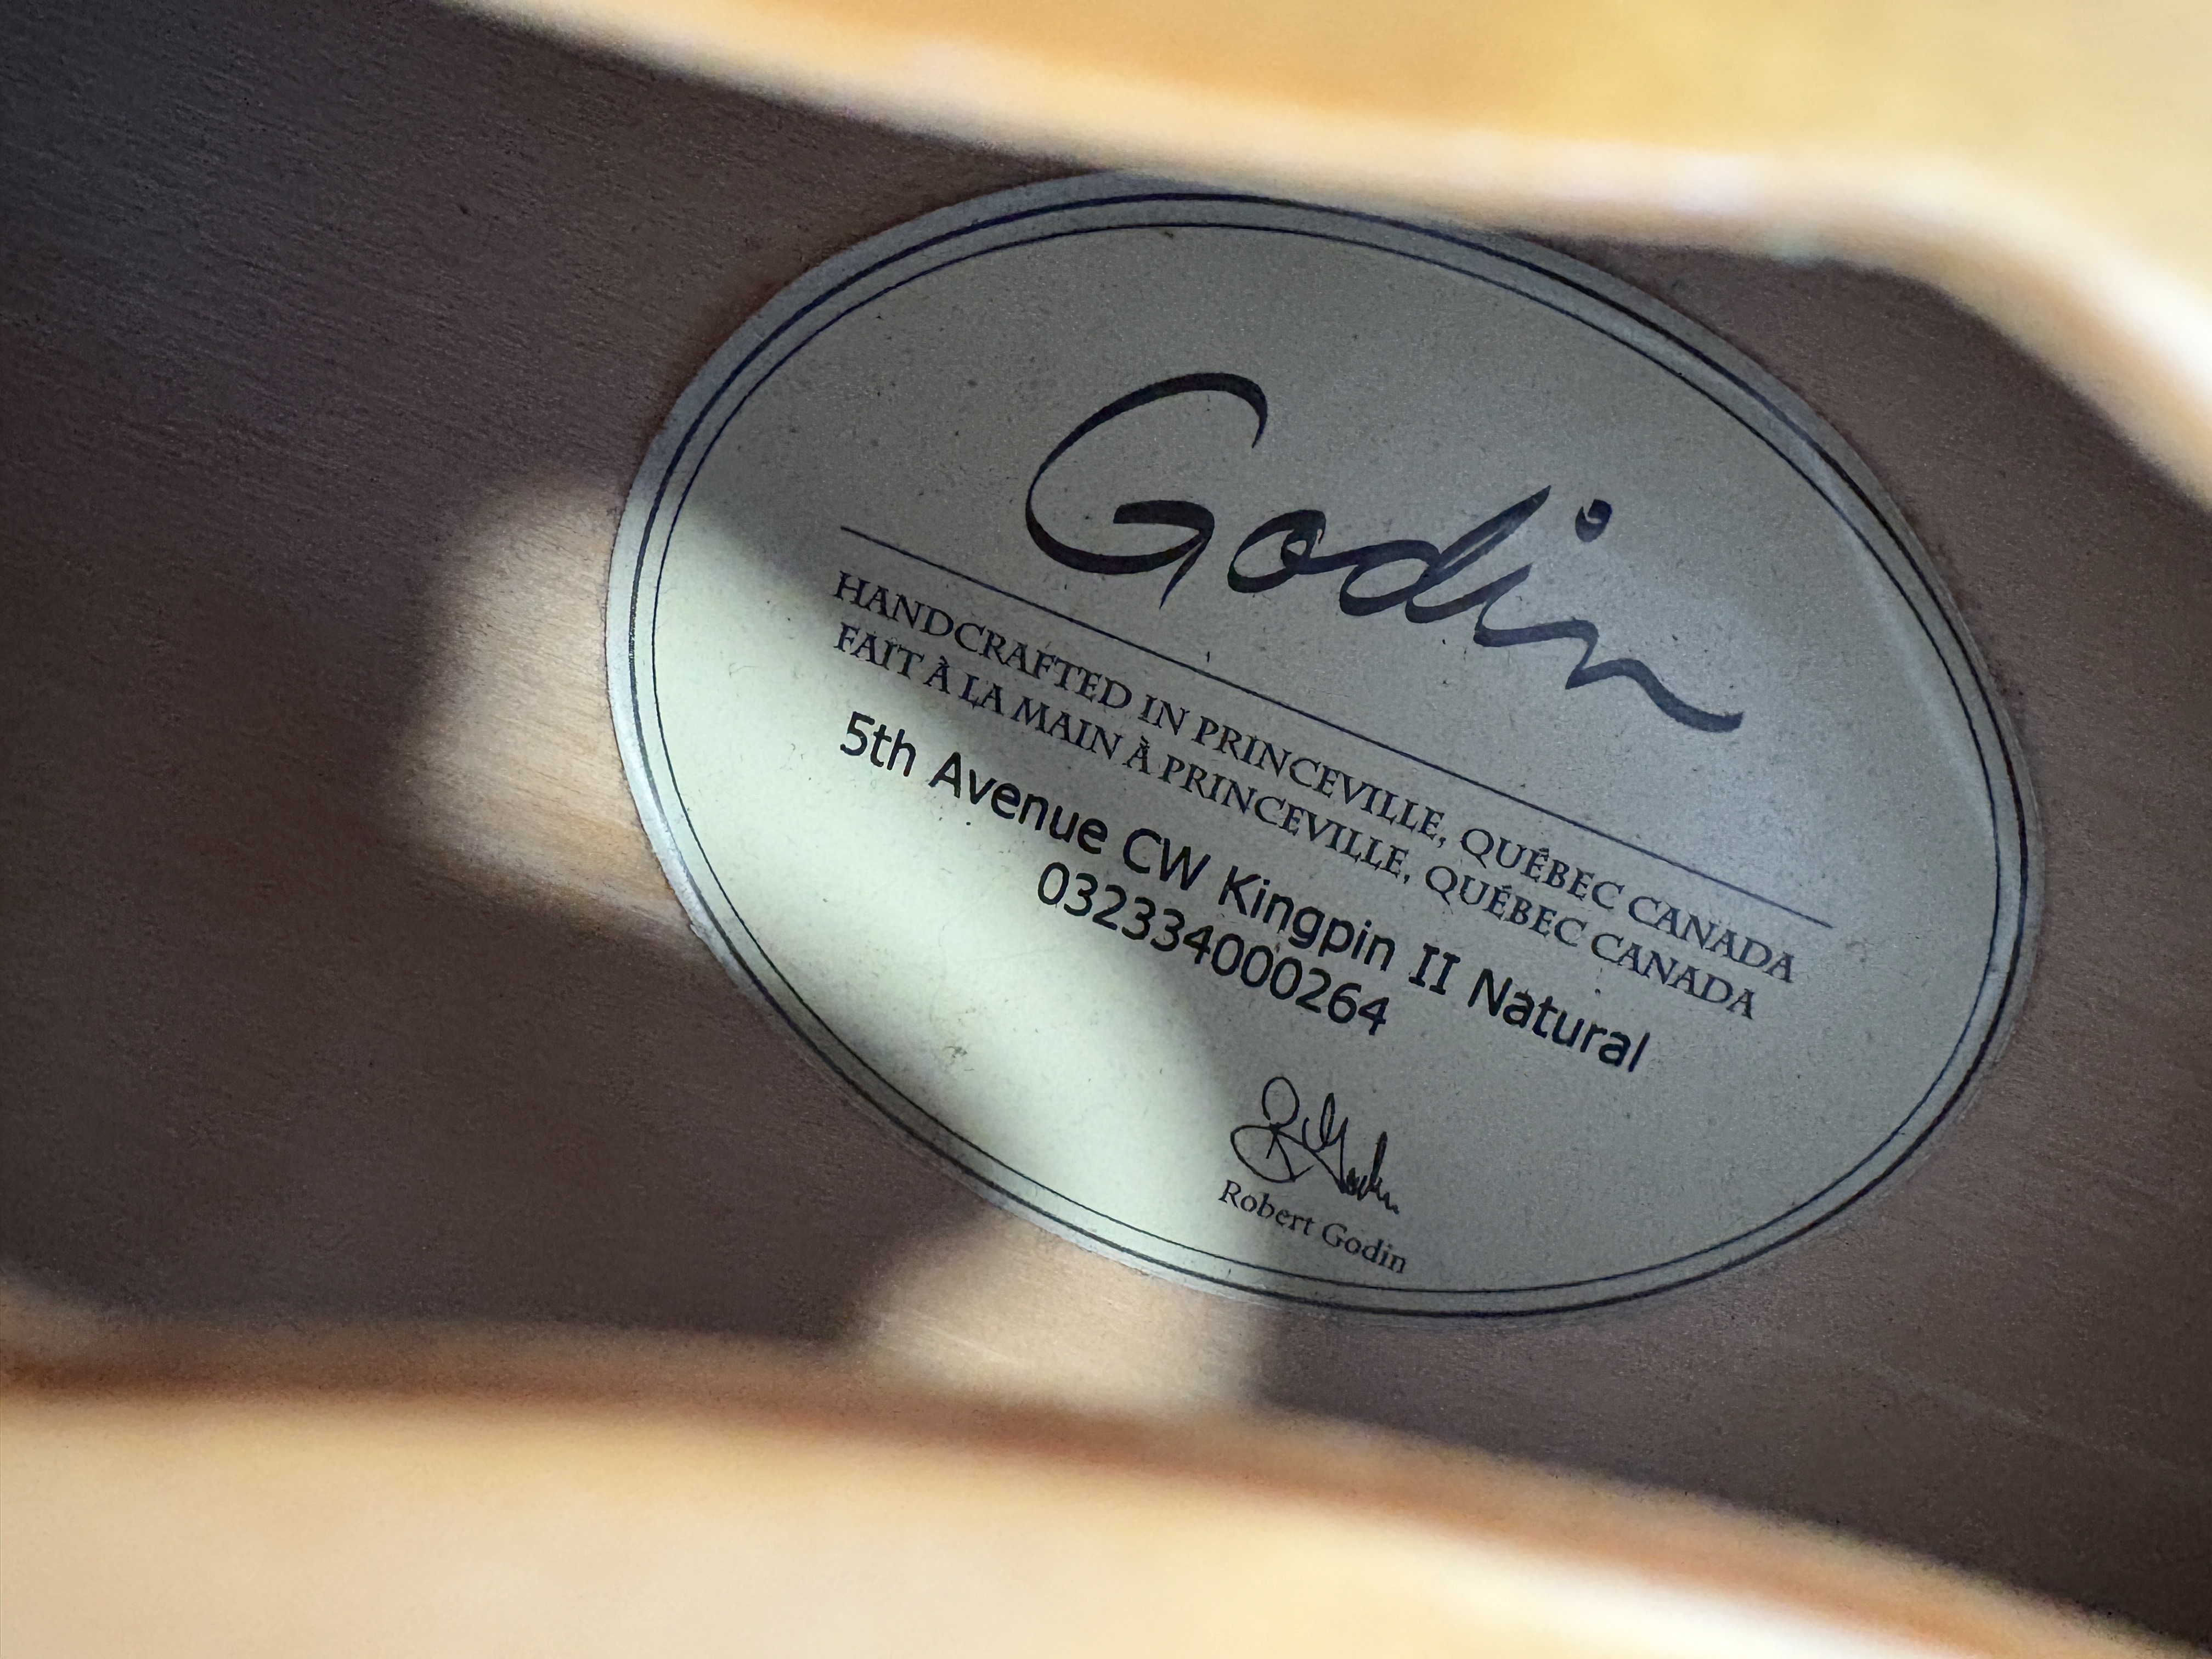 Godin
HANDCRAFTED IN PRINCEVILLE, QUÉBEC CANADA
FAIT À LA MAIN À PRINCEVILLE, QUÉBEC CANADA
5th Avenue CW Kingpin II Natural
032334000264
R Godin
Robert Godin